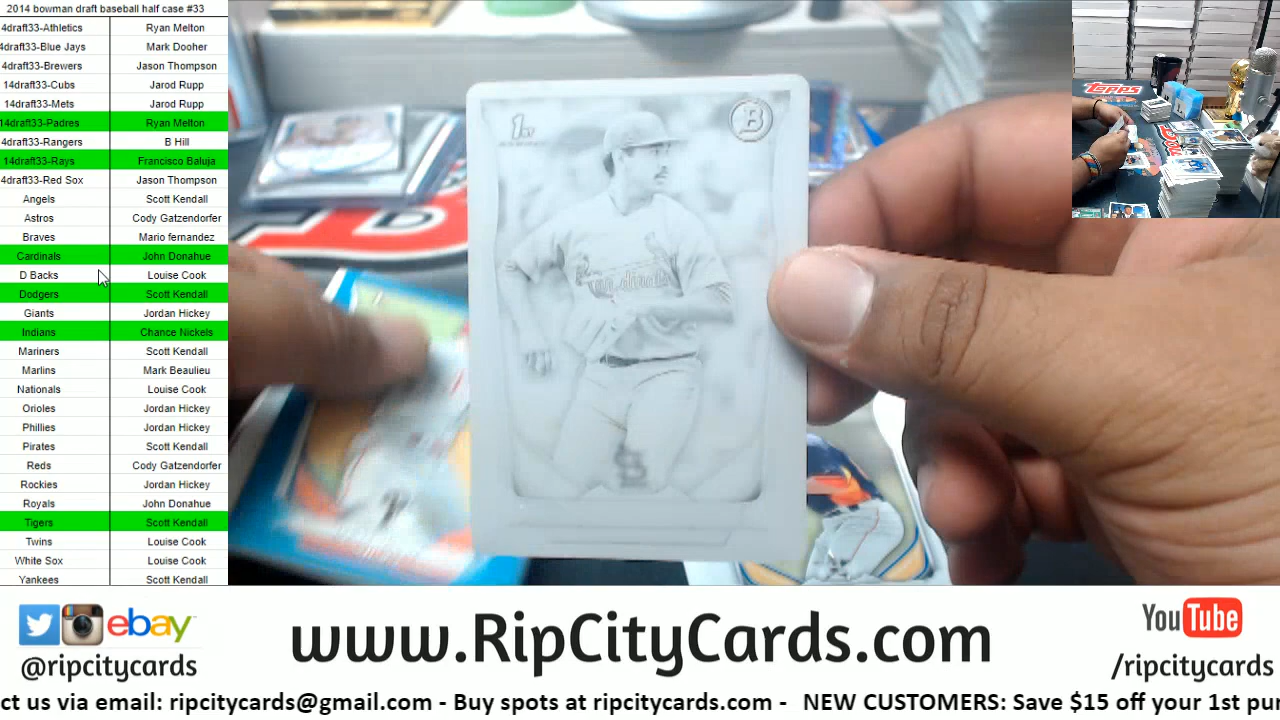 2014 bowman draft baseball half case #33
4draft33-Athletics Ryan Melton
4draft33-Blue Jays Mark Dooher
4draft33-Brewers Jason Thompson
14draft33-Cubs Jarod Rupp
14draft33-Mets Jarod Rupp
14draft33-Padres Ryan Melton
4draft33-Rangers B Hill
14draft33-Rays Francisco Baluja
4draft33-Red Sox Jason Thompson
Angels Scott Kendall
Astros Cody Gatzendorfer
Braves Mario fernandez
Cardinals John Donahue
D Backs Louise Cook
Dodgers Scott Kendall
Giants Jordan Hickey
Indians Chance Nickels
Mariners Scott Kendall
Marlins Mark Beaulieu
Nationals Louise Cook
Orioles Jordan Hickey
Phillies Jordan Hickey
Pirates Scott Kendall
Reds Cody Gatzendorfer
Rockies Jordan Hickey
Royals John Donahue
Tigers Scott Kendall
Twins Louise Cook
White Sox Louise Cook
Yankees Scott Kendall
1st
B
Cardinals
STL
TOPPS
ebay
@ripcitycards
www.RipCityCards.com
YouTube
/ripcitycards
ct us via email: ripcitycards@gmail.com - Buy spots at ripcitycards.com - NEW CUSTOMERS: Save $15 off your 1st pu